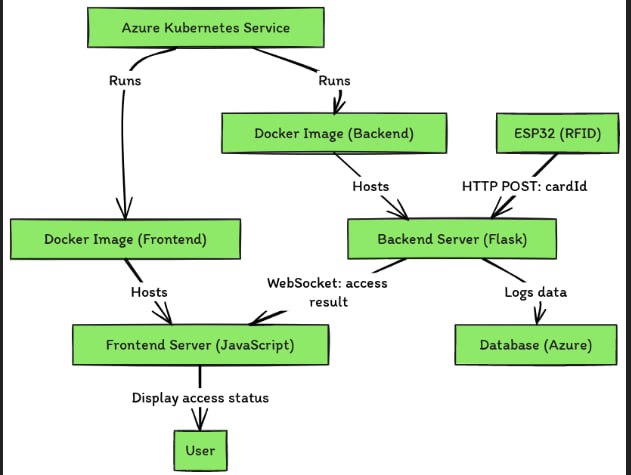 Azure Kubernetes Service
Runs
Runs
Docker Image (Backend)
ESP32 (RFID)
Hosts
HTTP POST: cardId
Docker Image (Frontend)
Backend Server (Flask)
Hosts
WebSocket: access
result
Logs data
Frontend Server (JavaScript)
Database (Azure)
Display access status
User